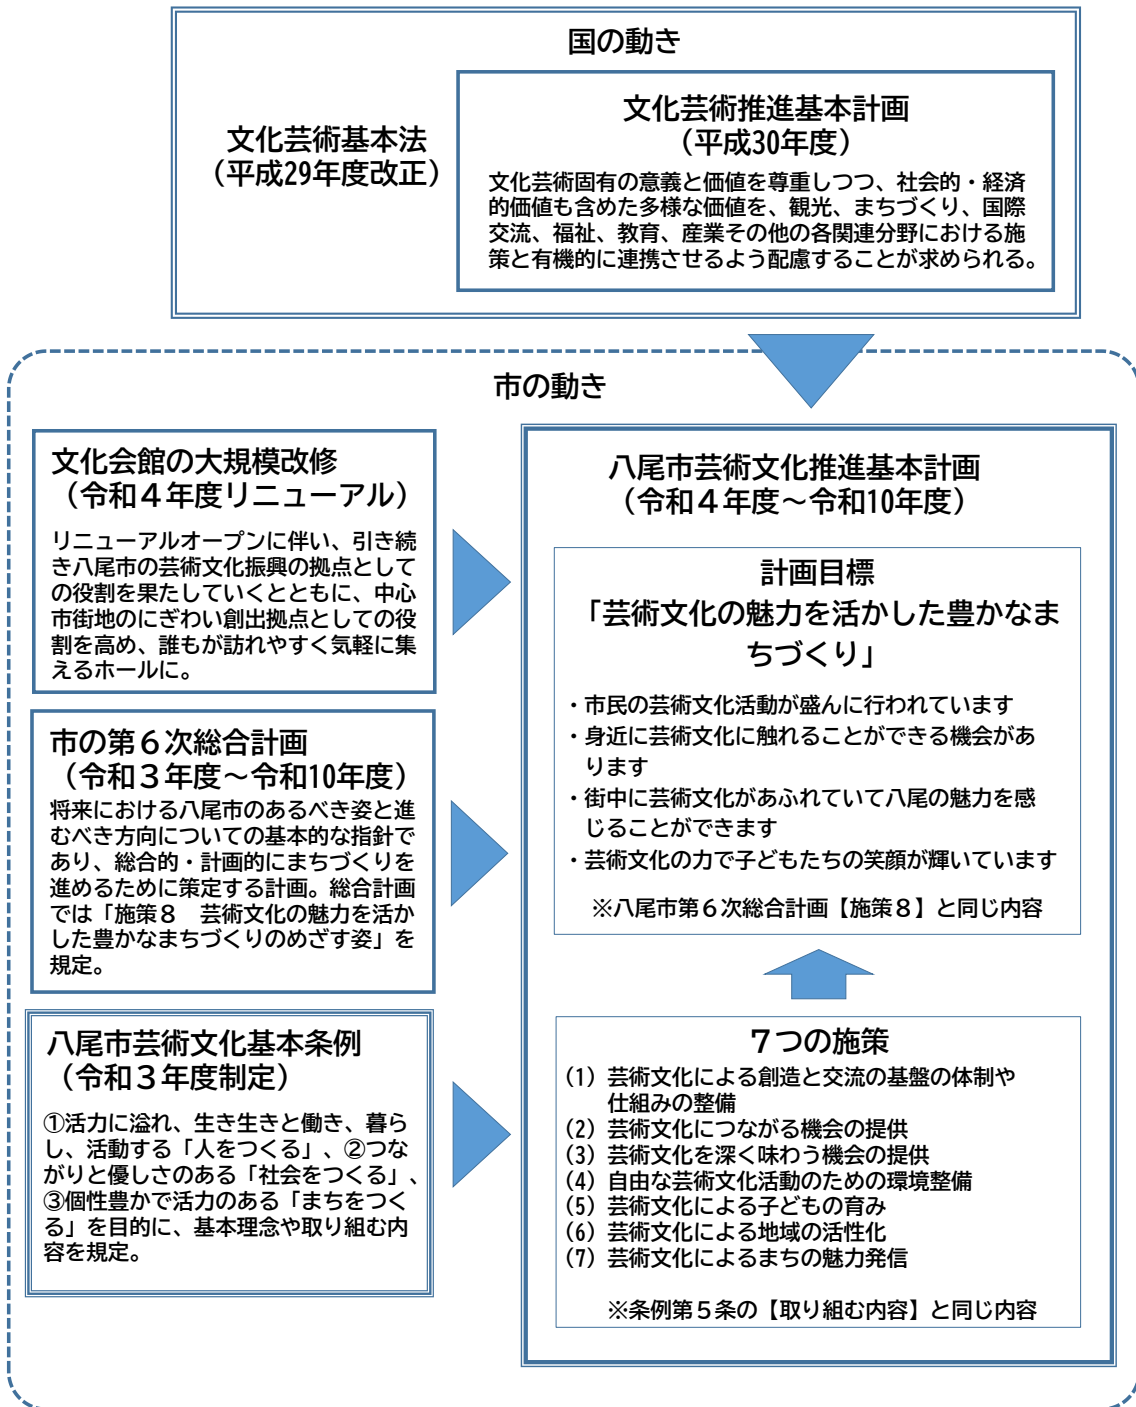 国の動き
文化芸術基本法
(平成29年度改正)
文化芸術推進基本計画
(平成30年度)
文化芸術固有の意義と価値を尊重しつつ、社会的・経済
的価値も含めた多様な価値を、観光、まちづくり、国際
交流、福祉、教育、産業その他の各関連分野における施
策と有機的に連携させるよう配慮することが求められる。
市の動き
文化会館の大規模改修
(令和４年度リニューアル)
リニューアルオープンに伴い、引き続
き八尾市の芸術文化振興の拠点として
の役割を果たしていくとともに、中心
市街地のにぎわい創出拠点としての役
割を高め、誰もが訪れやすく気軽に集
えるホールに。
市の第６次総合計画
(令和３年度～令和10年度)
将来における八尾市のあるべき姿と進
むべき方向についての基本的な指針で
あり、総合的・計画的にまちづくりを
進めるために策定する計画。総合計画
では「施策８　芸術文化の魅力を活か
した豊かなまちづくりのめざす姿」を
規定。
八尾市芸術文化基本条例
(令和３年度制定)
①活力に溢れ、生き生きと働き、暮ら
し、活動する「人をつくる」、②つな
がりと優しさのある「社会をつくる」、
③個性豊かで活力のある「まちをつく
る」を目的に、基本理念や取り組む内
容を規定。
八尾市芸術文化推進基本計画
(令和４年度～令和10年度)
計画目標
「芸術文化の魅力を活かした豊かなま
ちづくり」
・市民の芸術文化活動が盛んに行われています
・身近に芸術文化に触れることができる機会があ
ります
・街中に芸術文化があふれていて八尾の魅力を感
じることができます
・芸術文化の力で子どもたちの笑顔が輝いています
※八尾市第６次総合計画【施策８】と同じ内容
７つの施策
(1) 芸術文化による創造と交流の基盤の体制や
仕組みの整備
(2) 芸術文化につながる機会の提供
(3) 芸術文化を深く味わう機会の提供
(4) 自由な芸術文化活動のための環境整備
(5) 芸術文化による子どもの育み
(6) 芸術文化による地域の活性化
(7) 芸術文化によるまちの魅力発信
※条例第５条の【取り組む内容】と同じ内容